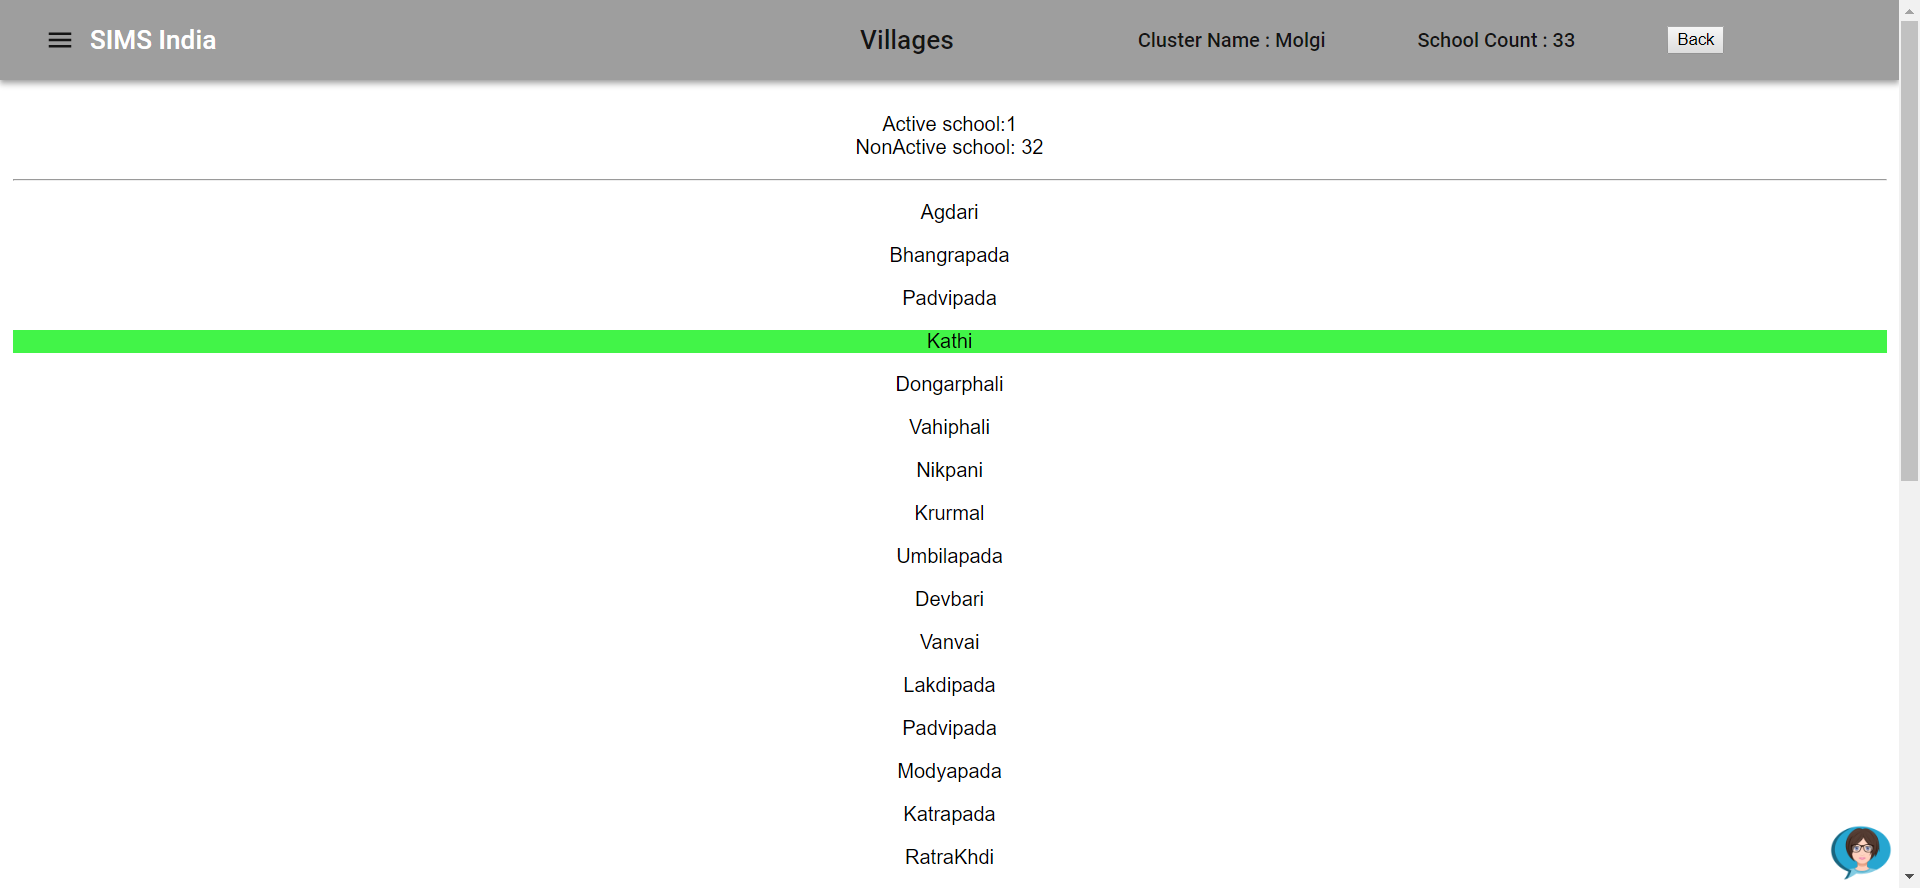 SIMS India
Villages
Cluster Name : Molgi
School Count : 33
Back
Active school:1
NonActive school: 32
Agdari
Bhangrapada
Padvipada
Kathi
Dongarphali
Vahiphali
Nikpani
Krurmal
Umbilapada
Devbari
Vanvai
Lakdipada
Padvipada
Modyapada
Katrapada
RatraKhdi